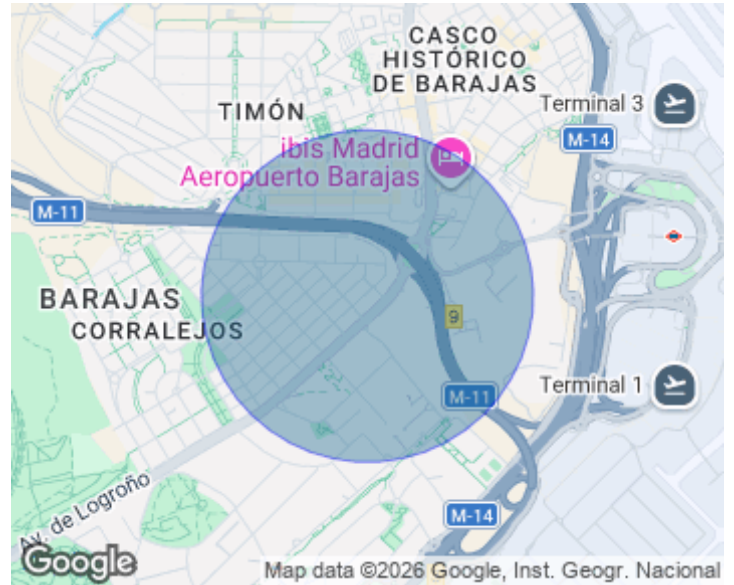 CASCO
HISTÓRICO
DE BARAJAS
Terminal 3
TIMÓN
M-14
ibis Madrid
Aeropuerto Barajas
M-11
BARAJAS
CORRALEJOS
9
Terminal 1
M-11
Av. de Logroño
M-14
Google
Map data ©2026 Google, Inst. Geogr. Nacional